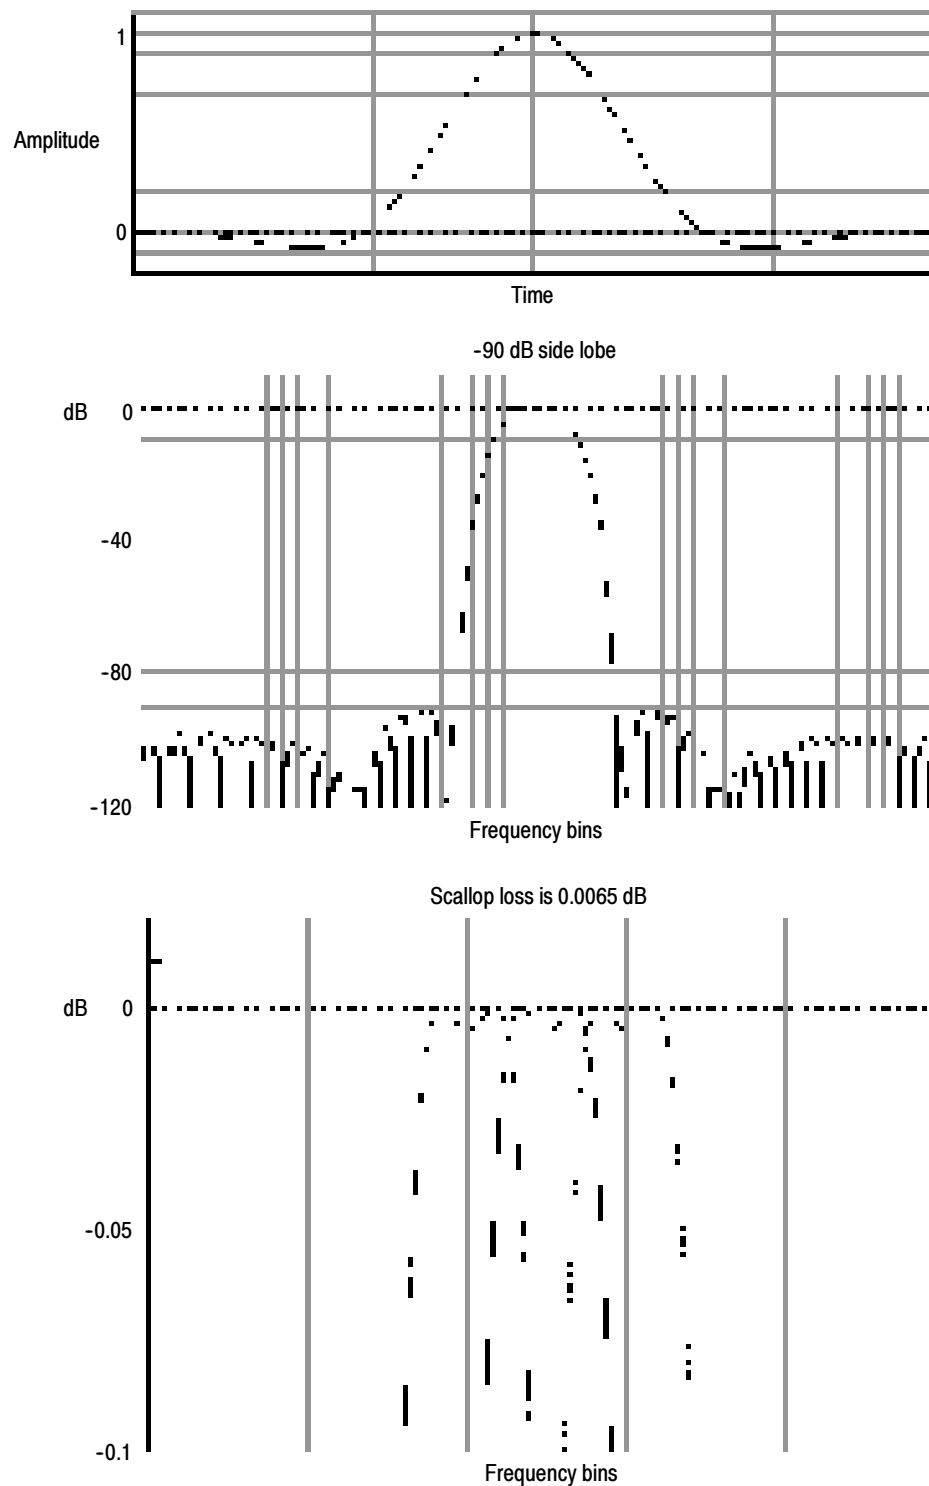 1
Amplitude
0
Time
-90 dB side lobe
dB 0
-40
-80
-120
Frequency bins
Scallop loss is 0.0065 dB
dB 0
-0.05
-0.1
Frequency bins